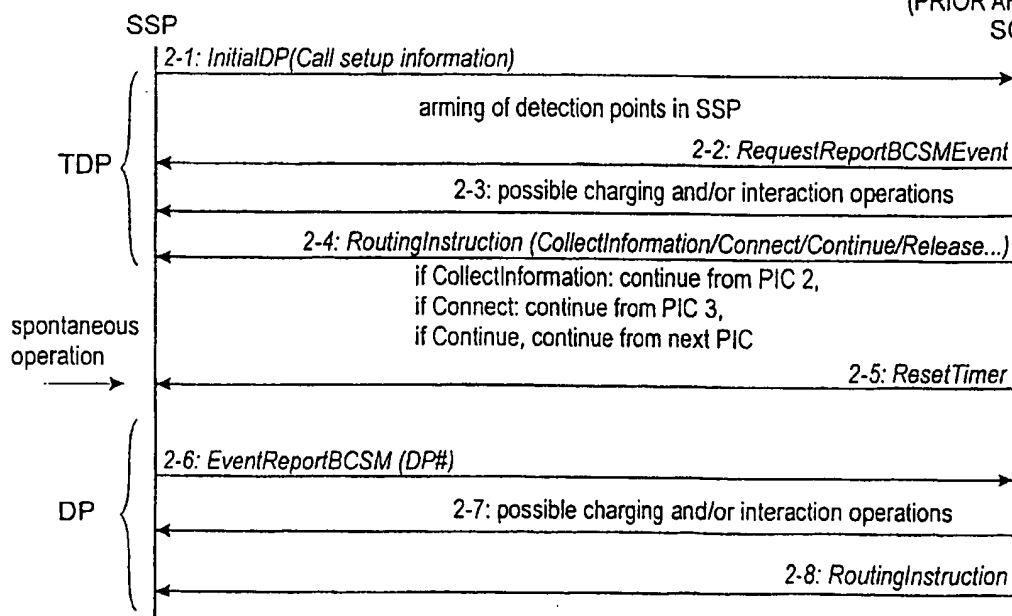 (PRIOR AR
SSP
2-1: InitialDP(Call setup information)
arming of detection points in SSP
TDP
2-2: RequestReportBCSMEvent
2-3: possible charging and/or interaction operations
2-4: RoutingInstruction (CollectInformation/Connect/Continue/Release...)
if CollectInformation: continue from PIC 2,
if Connect: continue from PIC 3,
if Continue, continue from next PIC
spontaneous
operation
2-5: ResetTimer
2-6: EventReportBCSM (DP#)
DP
2-7: possible charging and/or interaction operations
2-8: RoutingInstruction